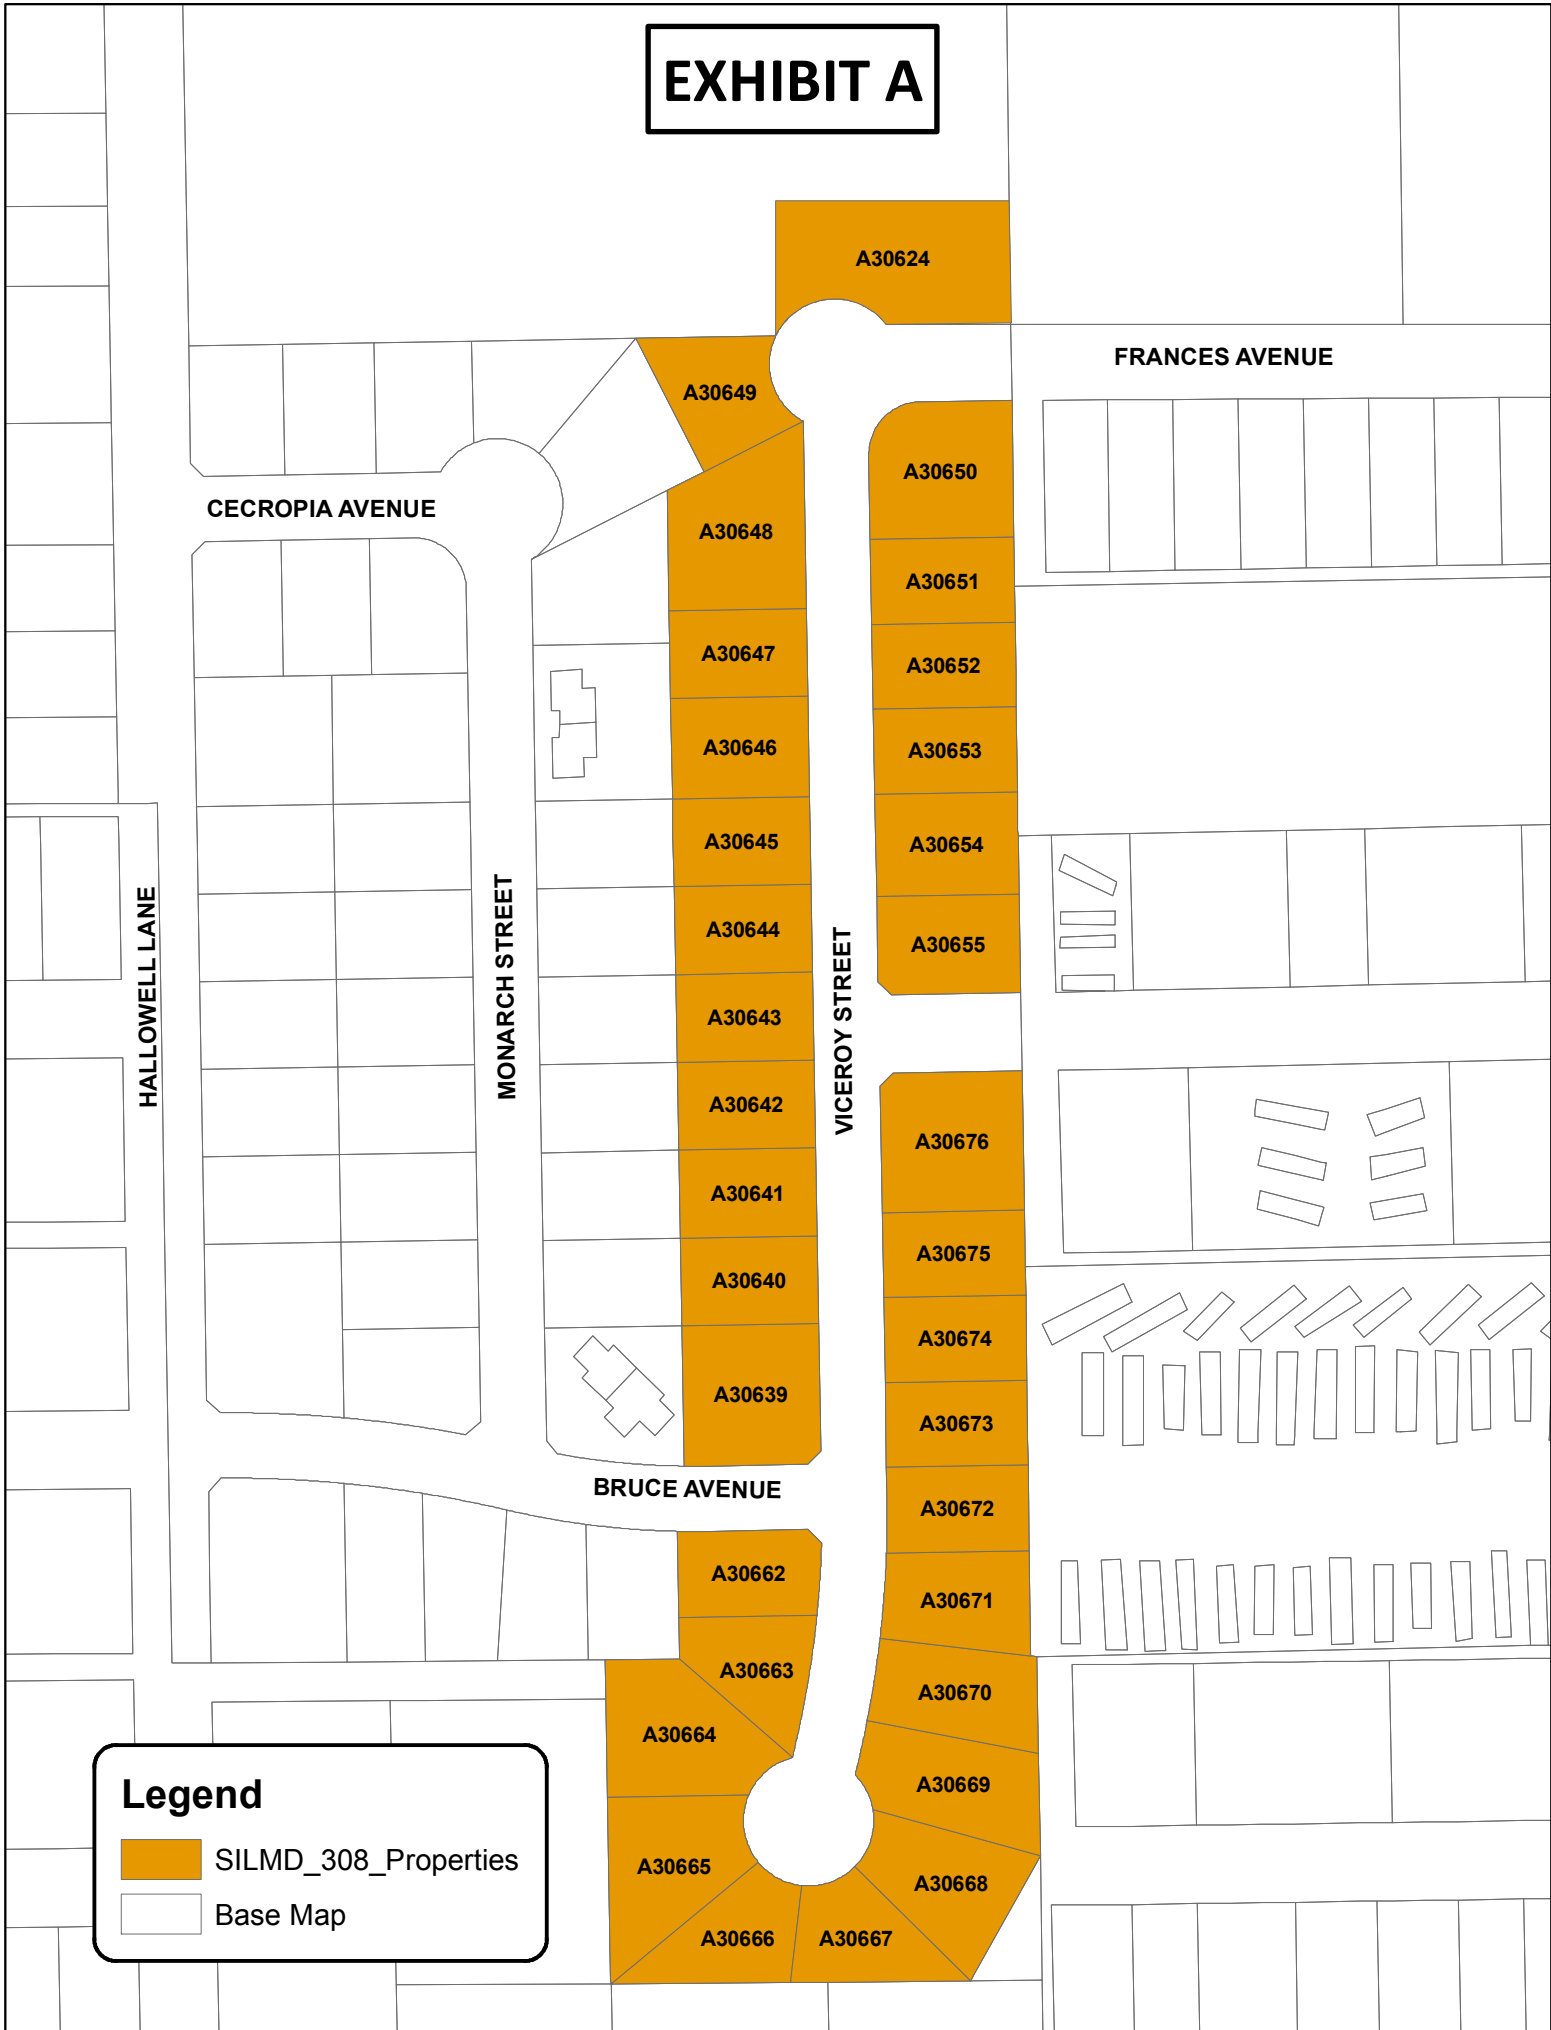 EXHIBIT A
A30624
FRANCES AVENUE
A30649
A30650
CECROPIA AVENUE
A30648
A30651
A30647
A30652
A30646
A30653
A30645
A30654
HALLOWELL LANE
MONARCH STREET
VICEROY STREET
A30644
A30655
A30643
A30642
A30676
A30641
A30675
A30640
A30674
A30639
A30673
BRUCE AVENUE
A30672
A30662
A30671
A30663
A30670
A30664
A30669
A30665
A30668
A30666
A30667
Legend
SILMD_308_Properties
Base Map